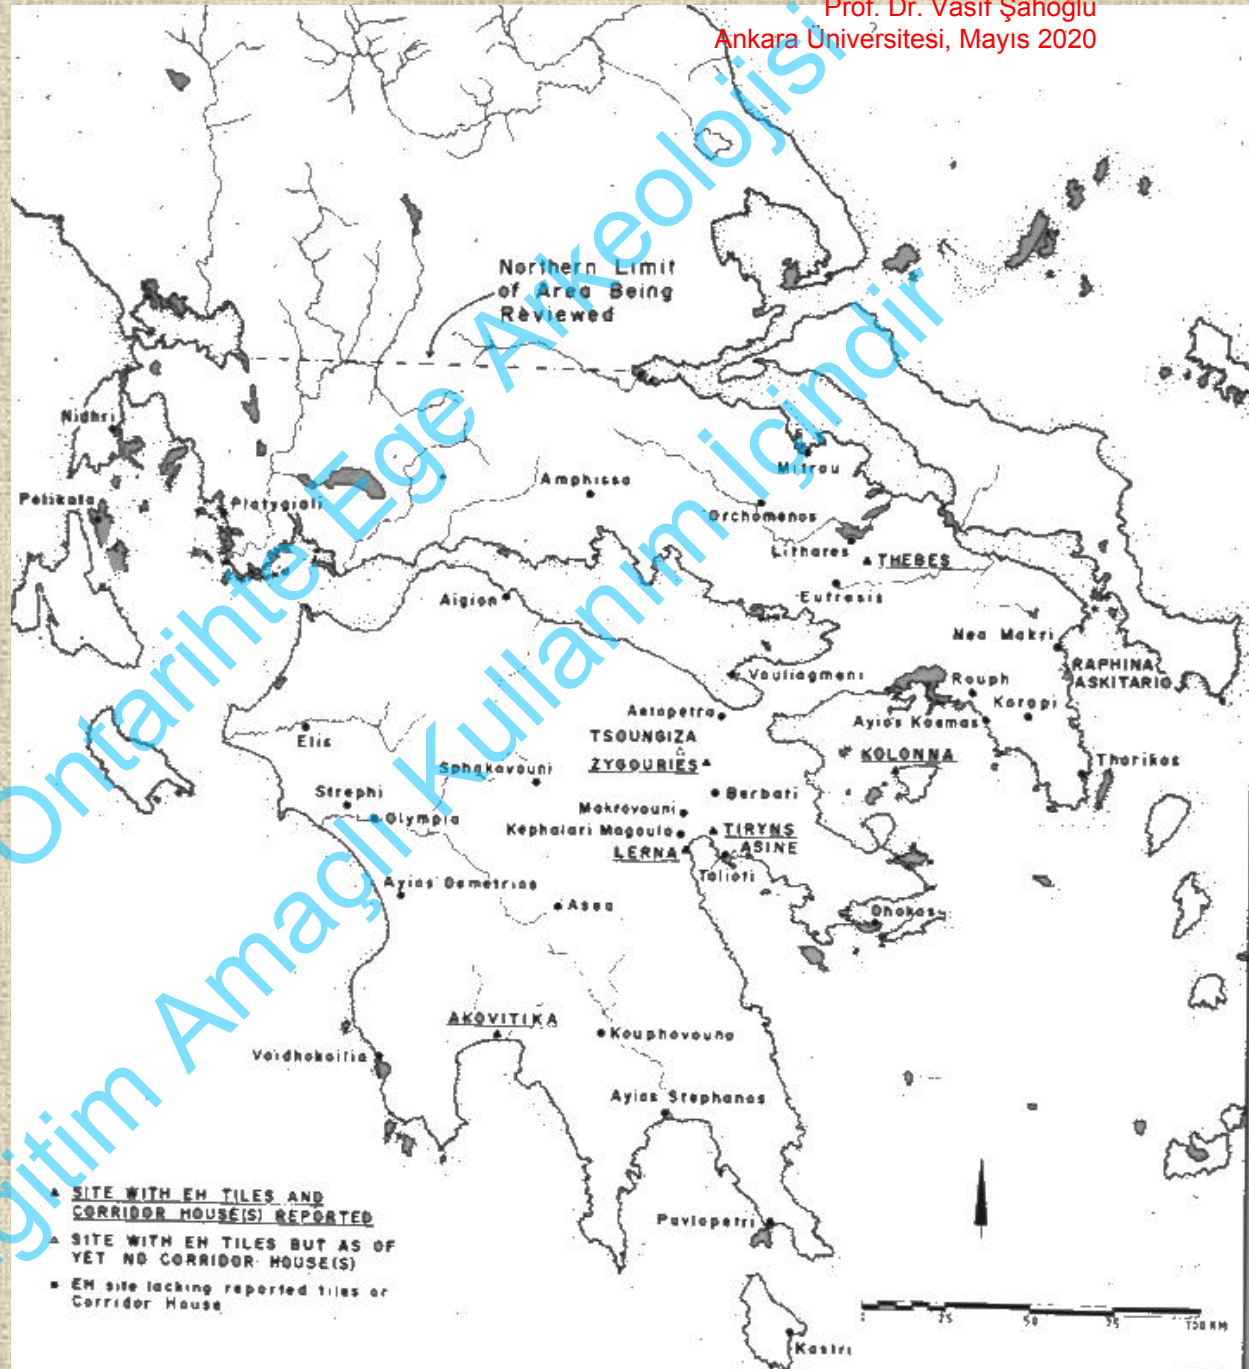 Prof. Dr. Vasıf Şahoğlu
Ankara Üniversitesi, Mayıs 2020
Ontarihte Ege Arkeolojisi
Egitim Amaçlı Kullanım İçindir
Northern Limit
of Area Being
Reviewed
Nidhri
Pelikata
Platygiali
Amphissa
Mitrou
Orchomenos
Lithares
THEBES
Eutresis
Aigion
Nea Makri
Vouliagmeni
RAPHINA
ASKITARIO
Rouph
Koropi
Aetopetra
Ayios Kosmas
TSOUNGIZA
Elis
KOLONNA
ZYGOURIES
Thorikos
Sphakovouni
Strephi
Berbati
Makrovouni
Olympia
Kephalari Magoula
TIRYNS
LERNA
ASINE
Tolioti
Ayios Demetrios
Asea
Dhokos
AKOVITIKA
Kouphovouno
Voidhokoilia
Ayios Stephanos
SITE WITH EH TILES AND
CORRIDOR HOUSE(S) REPORTED
SITE WITH EH TILES BUT AS OF
YET NO CORRIDOR HOUSE(S)
EH site lacking reported tiles or
Corridor House
Pavlopetri
25 50 75 100 KM
Kastri